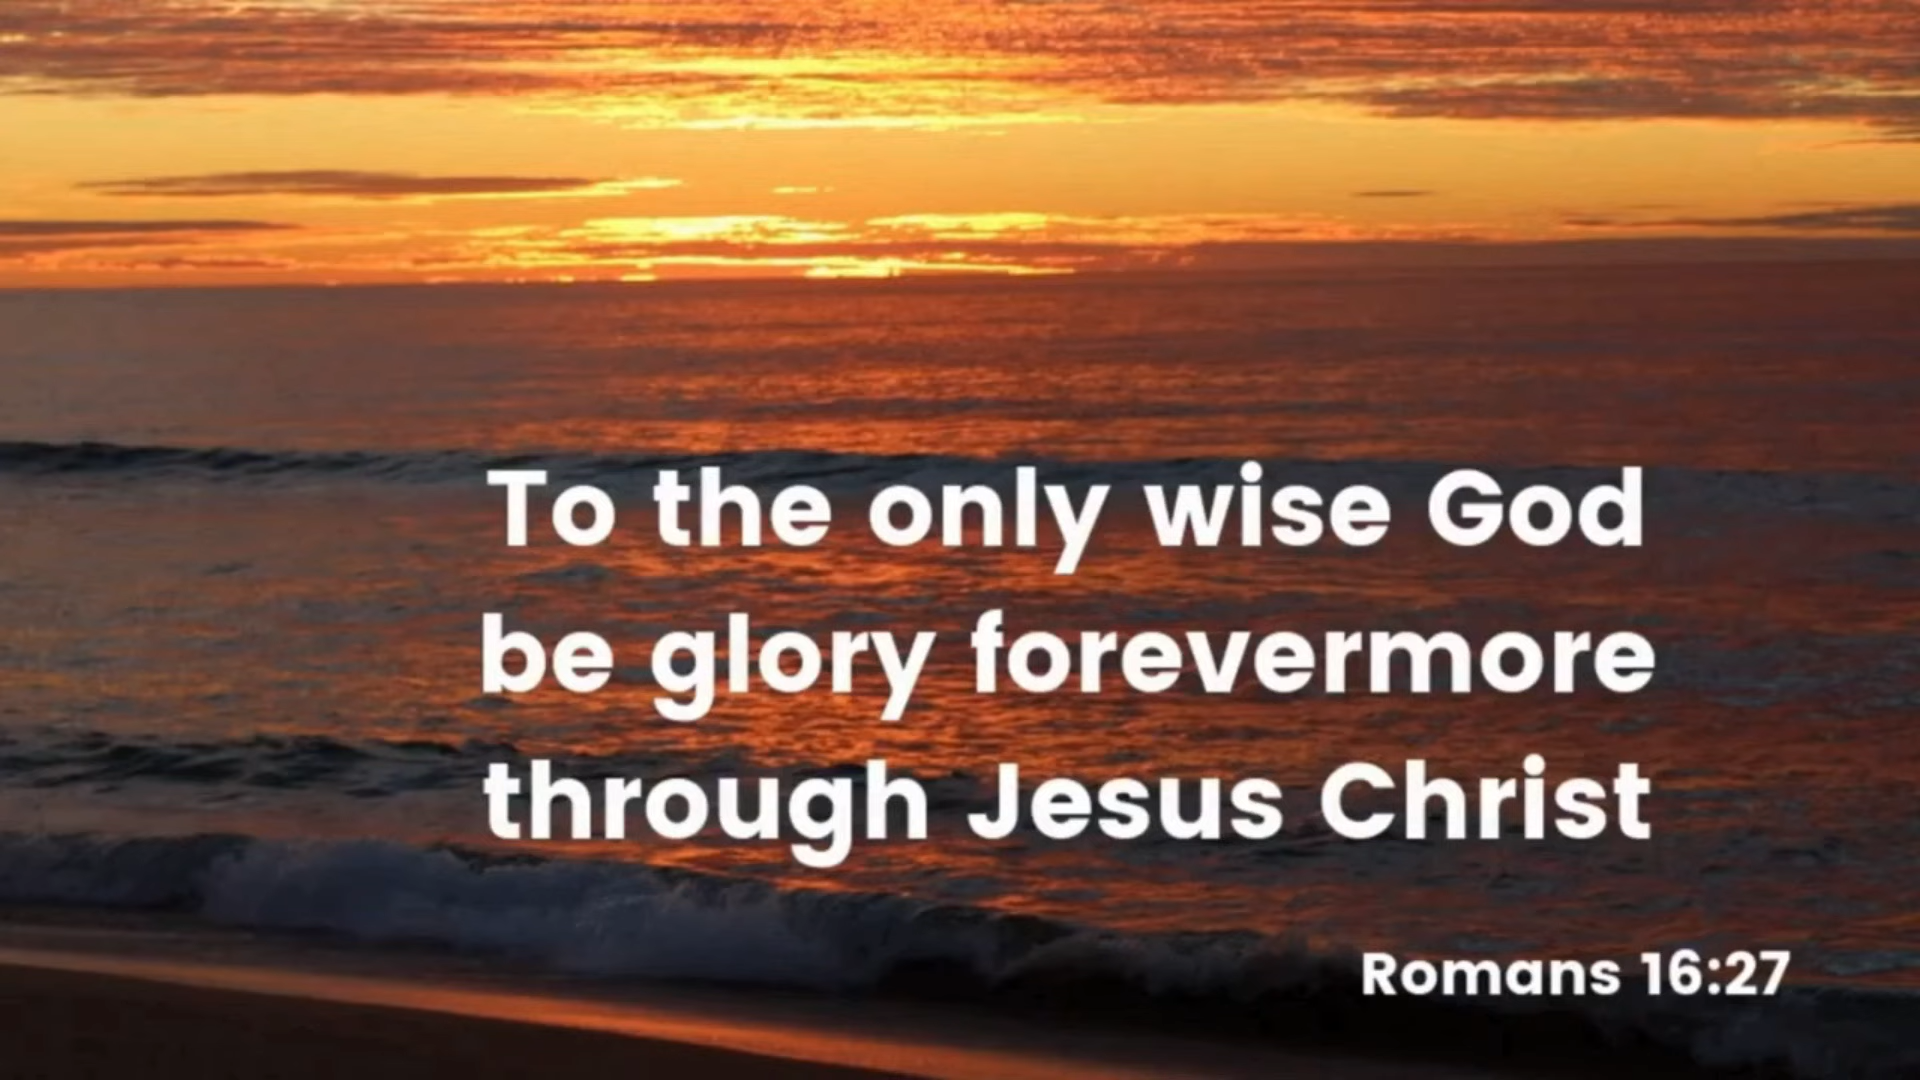 To the only wise God
be glory forevermore
through Jesus Christ
Romans 16:27